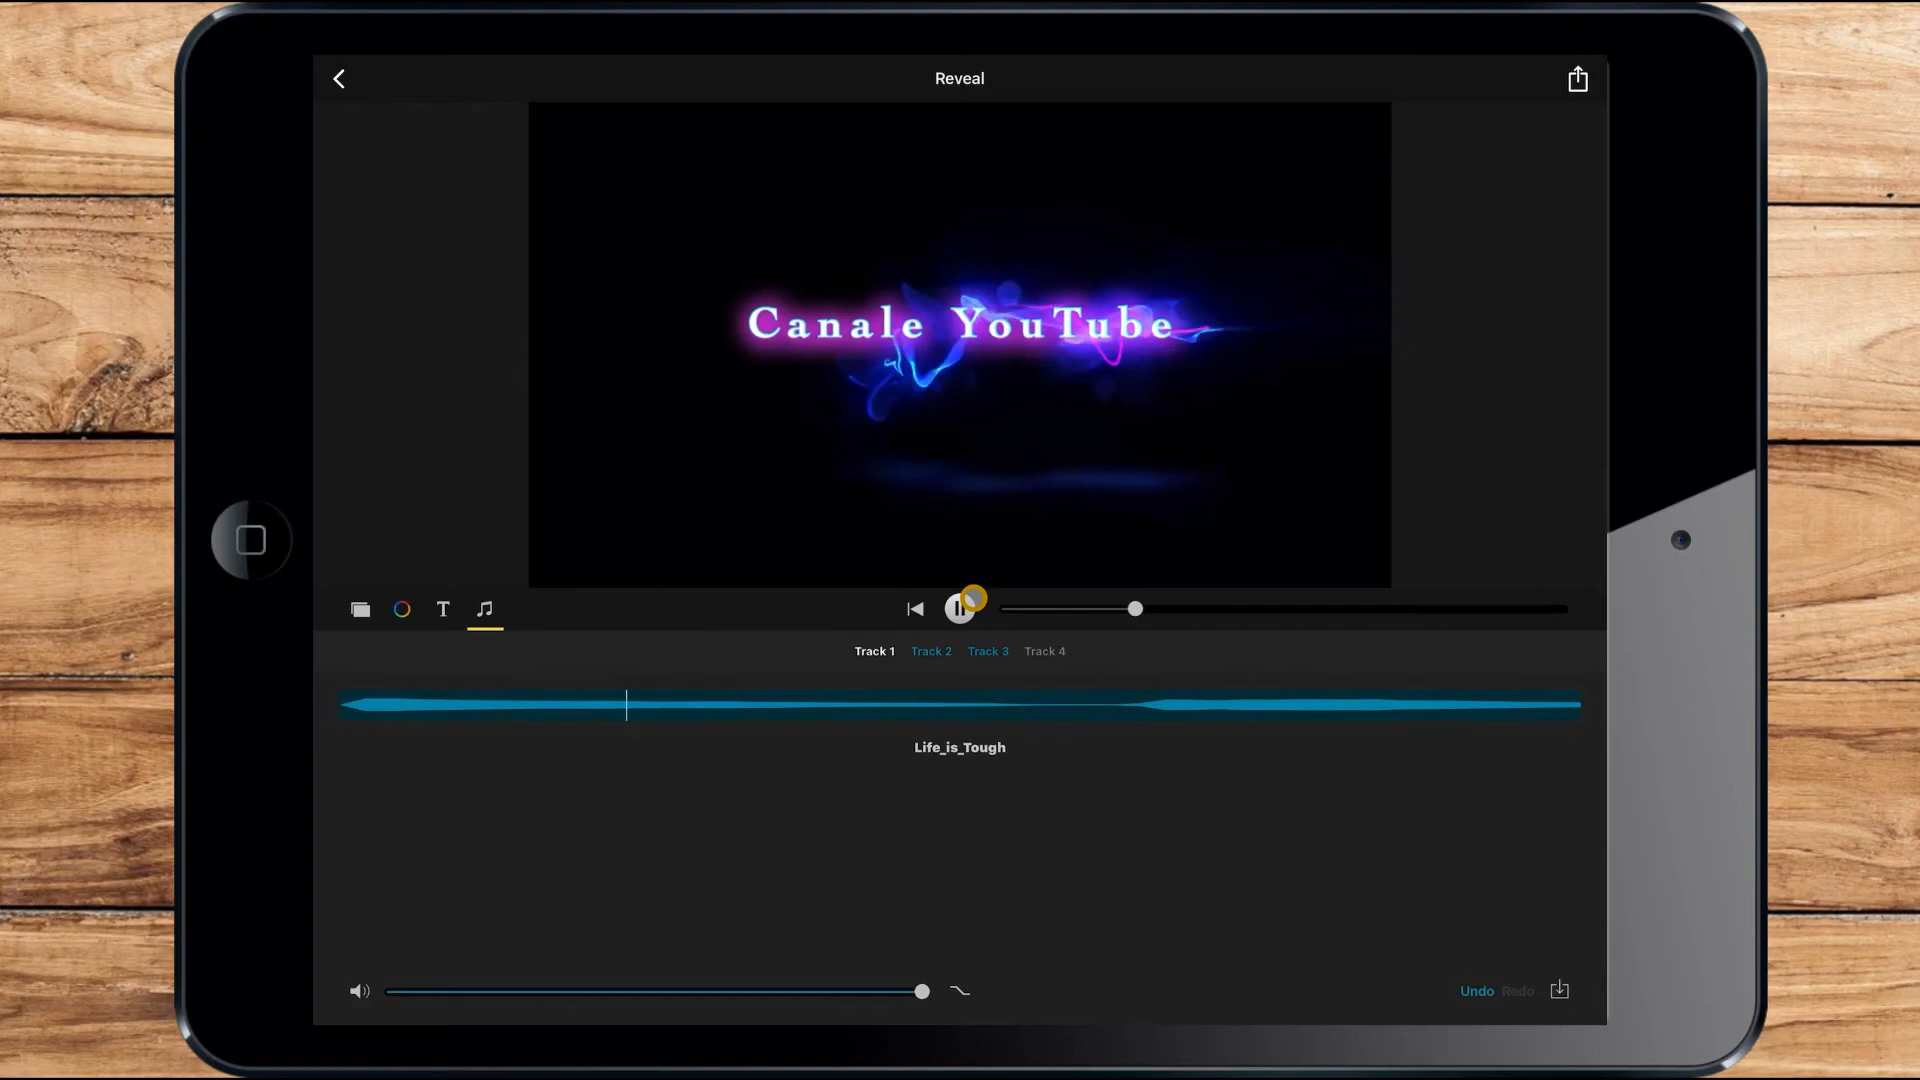 Reveal
Canale YouTube
T
Track 1 Track 2 Track 3 Track 4
Life_is_Tough
Undo Redo